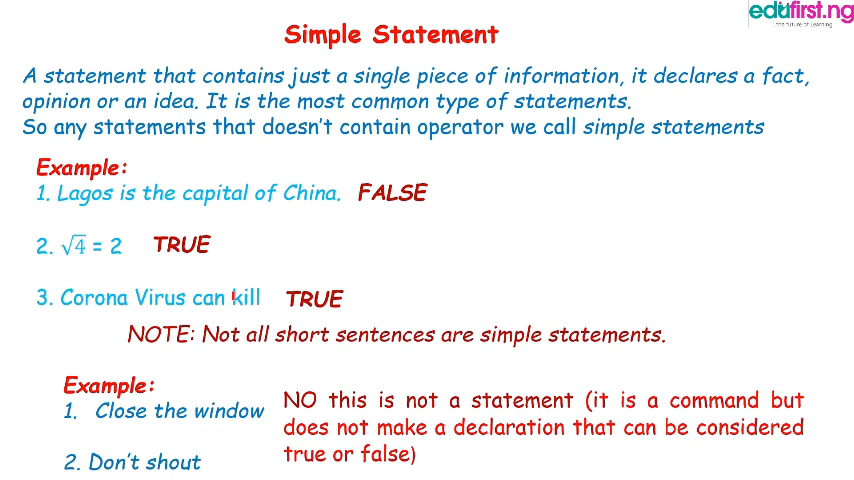 edufirst.ng
the future of learning
Simple Statement
A statement that contains just a single piece of information, it declares a fact,
opinion or an idea. It is the most common type of statements.
So any statements that doesn't contain operator we call simple statements
Example:
1. Lagos is the capital of China. FALSE
2. √4 = 2 TRUE
3. Corona Virus can kill TRUE
NOTE: Not all short sentences are simple statements.
Example:
1. Close the window
2. Don't shout
NO this is not a statement (it is a command but
does not make a declaration that can be considered
true or false)